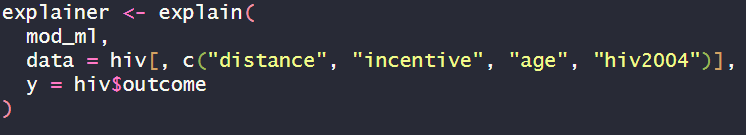 explainer <- explain(
  mod_ml,
  data = hiv[, c("distance", "incentive", "age", "hiv2004")],
  y = hiv$outcome
)